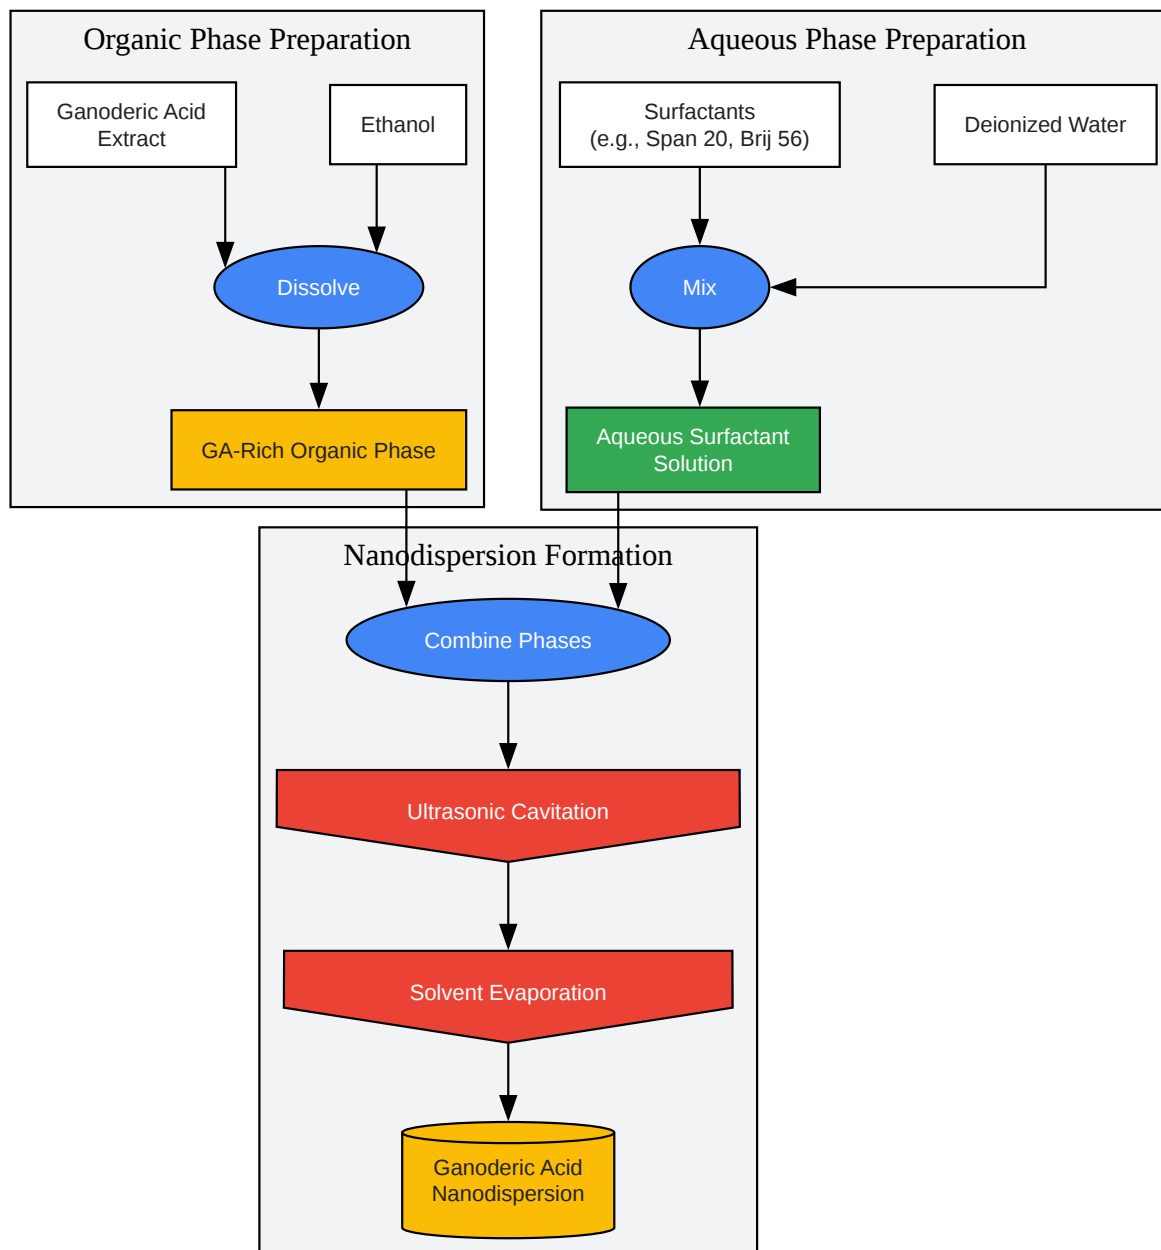 Organic Phase Preparation
Ganoderic Acid
Extract
Ethanol
Dissolve
GA-Rich Organic Phase
Aqueous Phase Preparation
Surfactants
(e.g., Span 20, Brij 56)
Deionized Water
Mix
Aqueous Surfactant
Solution
Nanodispersion Formation
Combine Phases
Ultrasonic Cavitation
Solvent Evaporation
Ganoderic Acid
Nanodispersion